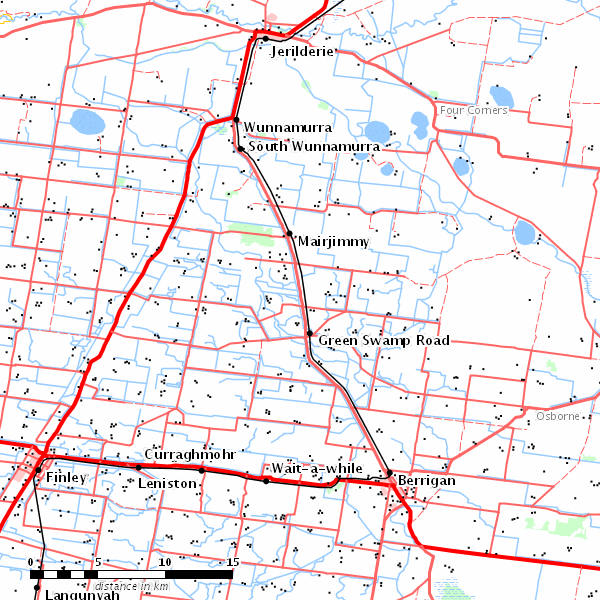 Jerilderie
Four Corners
Wunnamurra
South Wunnamurra
Mairjimmy
Green Swamp Road
Osborne
Curraghmohr
Wait-a-while
Finley
Leniston
Berrigan
0 5 10 15
distance in km
Langunyah